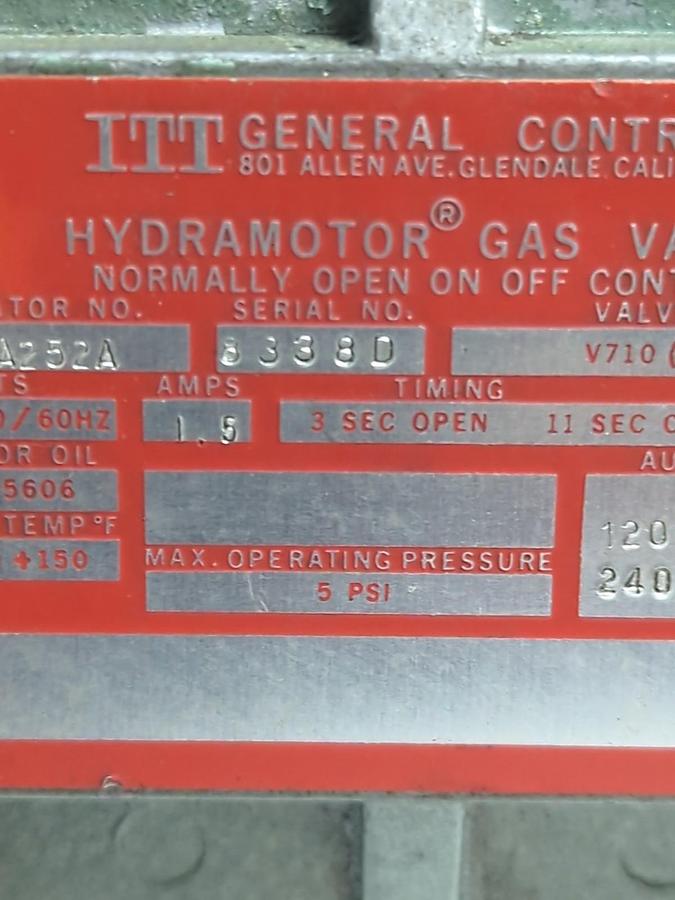 ITT GENERAL CONTR
801 ALLEN AVE. GLENDALE CALI
HYDRAMOTOR® GAS VA
NORMALLY OPEN ON OFF CONT
TOR NO. SERIAL NO. VALV
A252A 8338D V710 (
TS AMPS TIMING
0/60HZ 1.5 3 SEC OPEN 11 SEC C
OR OIL AU
5606
TEMP °F 120
+150 MAX. OPERATING PRESSURE 240
5 PSI